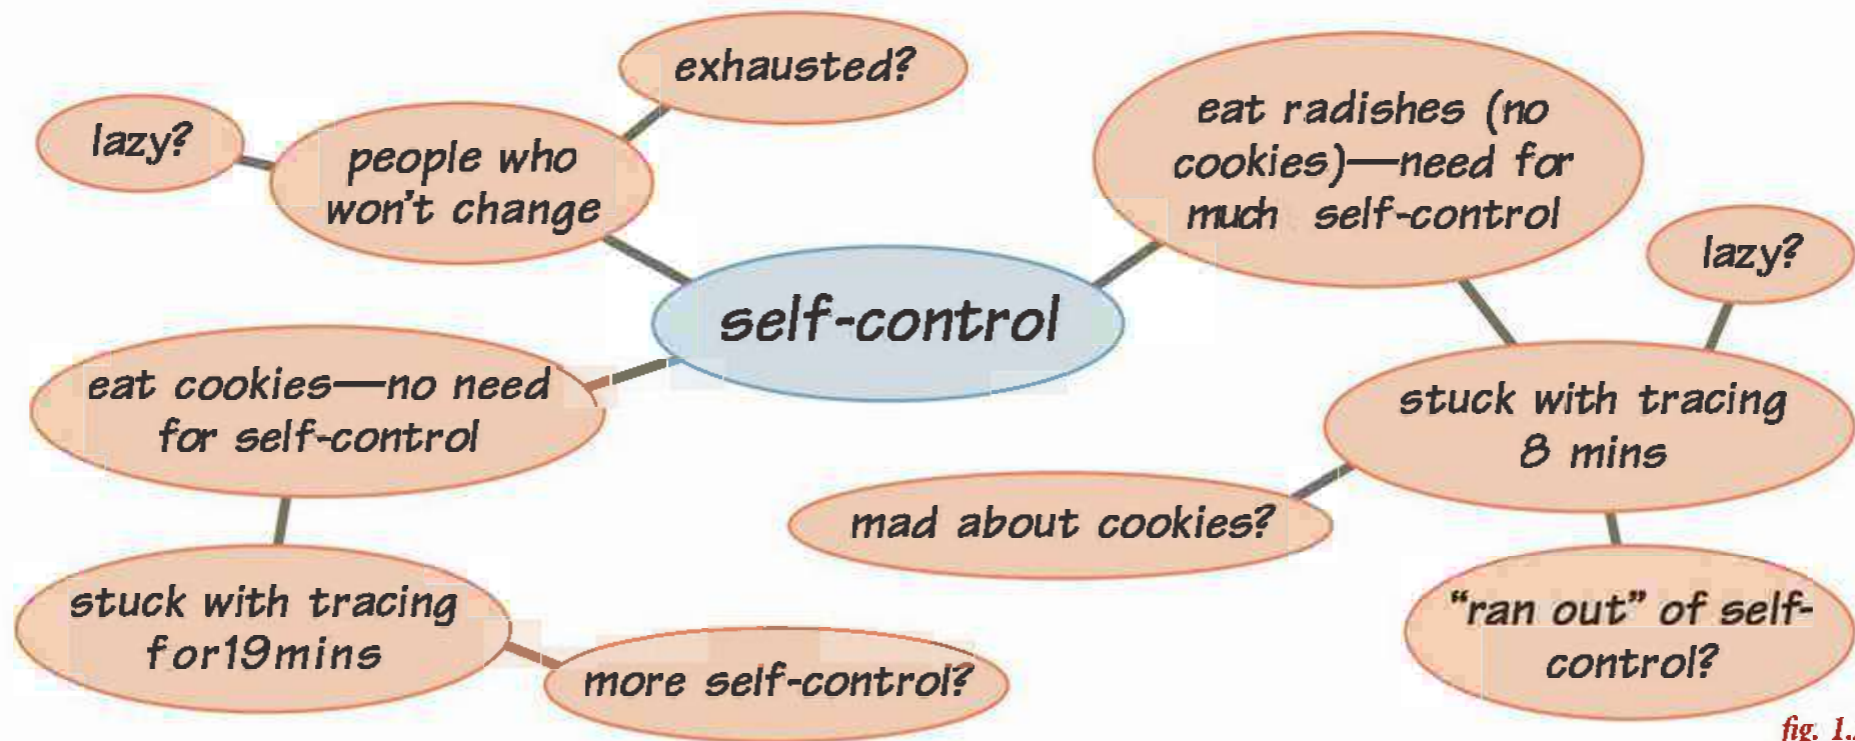 exhausted?
lazy?
people who
won't change
eat radishes (no
cookies)—need for
much self-control
lazy?
self-control
eat cookies—no need
for self-control
stuck with tracing
8 mins
mad about cookies?
stuck with tracing
for19mins
more self-control?
"ran out" of self-
control?
fig. 1.